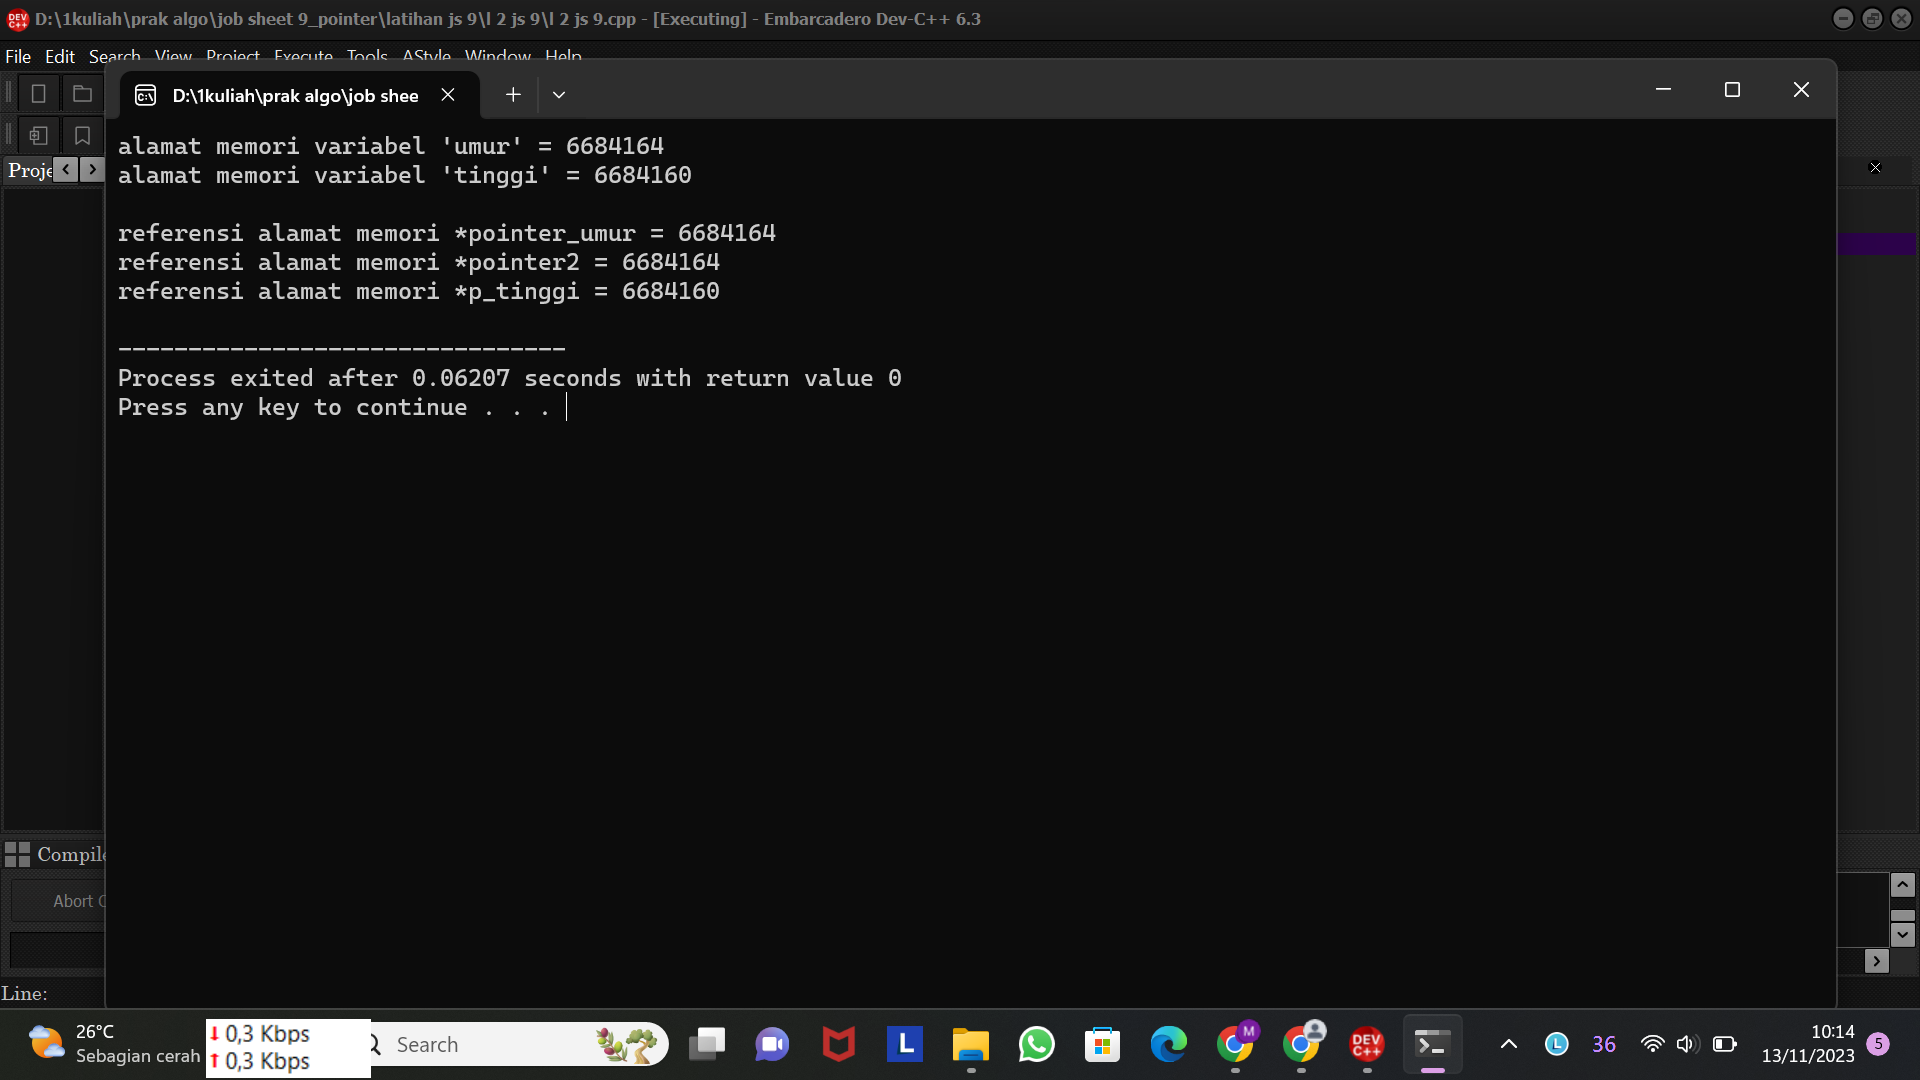 D:\1kuliah\prak algo\job sheet 9_pointer\latihan js 9\l 2 js 9\l 2 js 9.cpp - [Executing] - Embarcadero Dev-C++ 6.3
File Edit Search View Project Execute Tools AStyle Window Help
D:\1kuliah\prak algo\job shee
Proje
alamat memori variabel 'umur' = 6684164
alamat memori variabel 'tinggi' = 6684160
referensi alamat memori *pointer_umur = 6684164
referensi alamat memori *pointer2 = 6684164
referensi alamat memori *p_tinggi = 6684160
--------------------------------
Process exited after 0.06207 seconds with return value 0
Press any key to continue . . .
Compile
Abort C
Line:
26°C
Sebagian cerah
0,3 Kbps
0,3 Kbps
Search
M
L
DEV
C++
L
36
10:14
13/11/2023
5